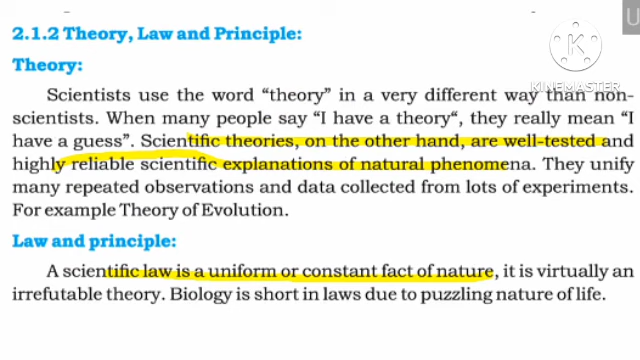 U
2.1.2 Theory, Law and Principle:
K
Theory:
KINEMASTER
Scientists use the word “theory” in a very different way than non-
scientists. When many people say “I have a theory“, they really mean “I
have a guess”. Scientific theories, on the other hand, are well-tested and
highly reliable scientific explanations of natural phenomena. They unify
many repeated observations and data collected from lots of experiments.
For example Theory of Evolution.
Law and principle:
A scientific law is a uniform or constant fact of nature, it is virtually an
irrefutable theory. Biology is short in laws due to puzzling nature of life.